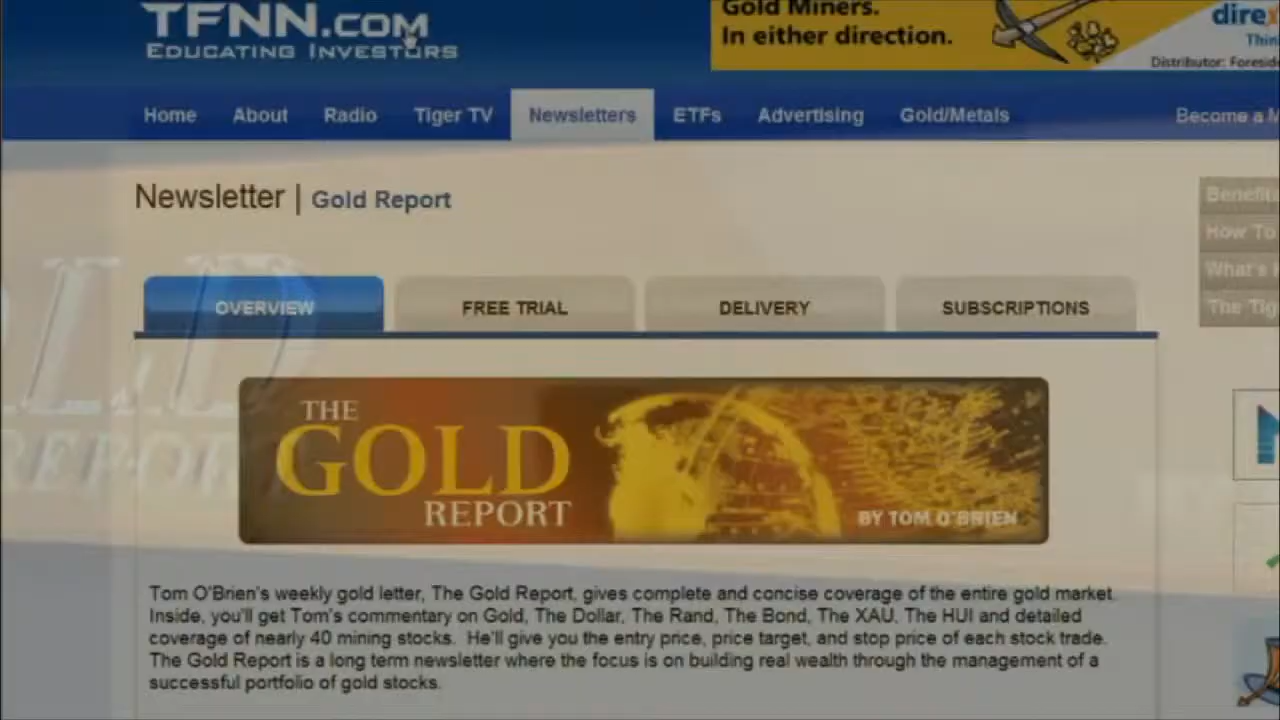 TFNN.COM
EDUCATING INVESTORS
Gold Miners.
In either direction.
Distributor:
Home About Radio Tiger TV Newsletters ETFs Advertising Gold/Metals Become a
Newsletter | Gold Report
How To
OVERVIEW FREE TRIAL DELIVERY SUBSCRIPTIONS
THE
GOLD
REPORT
BY TOM O'BRIEN
REPOR
Tom O'Brien's weekly gold letter, The Gold Report, gives complete and concise coverage of the entire gold market.
Inside, you'll get Tom's commentary on Gold, The Dollar, The Rand, The Bond, The XAU, The HUI and detailed
coverage of nearly 40 mining stocks. He'll give you the entry price, price target, and stop price of each stock trade.
The Gold Report is a long term newsletter where the focus is on building real wealth through the management of a
successful portfolio of gold stocks.